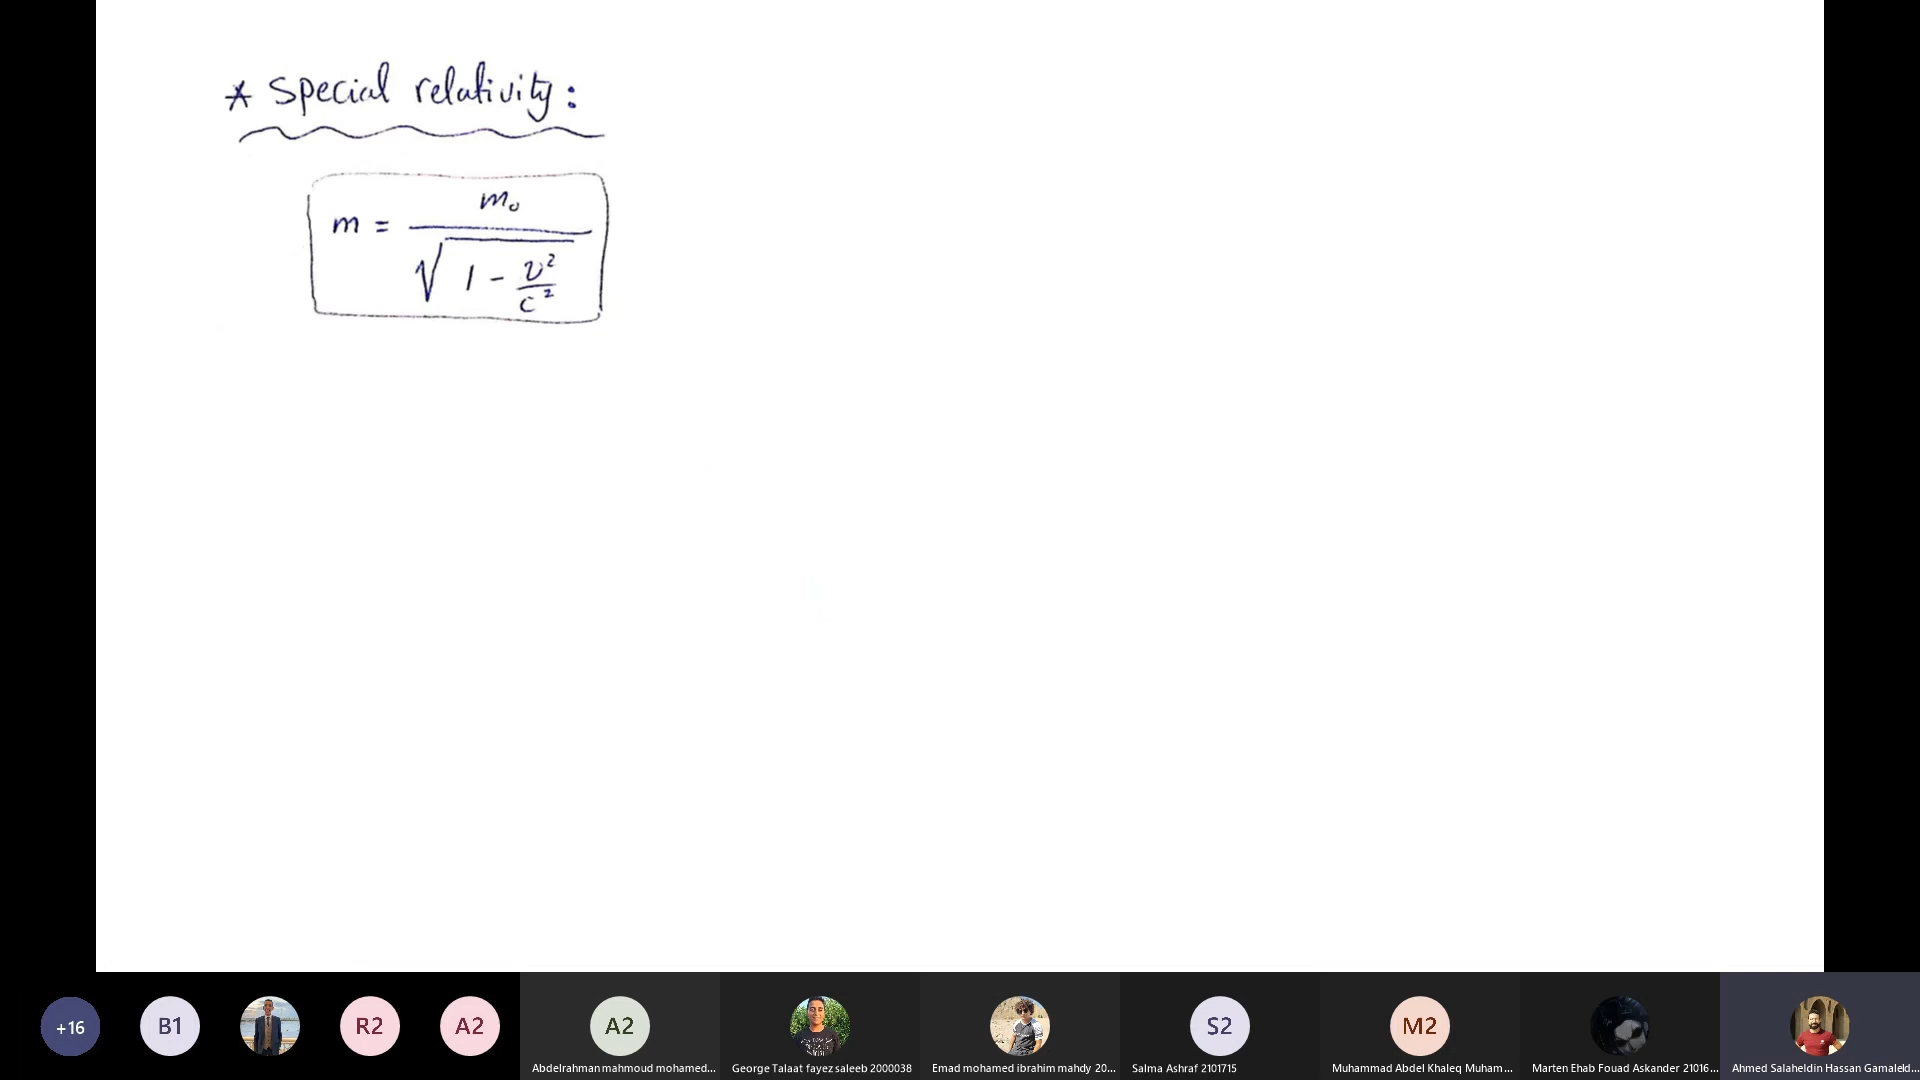 * Special relativity:
m = m₀ / √(1 - v²/c²)
+16
B1
R2
A2
A2
S2
M2
Abdelrahman mahmoud mohamed...
George Talaat fayez saleeb 2000038
Emad mohamed ibrahim mahdy 20...
Salma Ashraf 2101715
Muhammad Abdel Khaleq Muham...
Marten Ehab Fouad Askander 21016...
Ahmed Salaheldin Hassan Gamaleld...